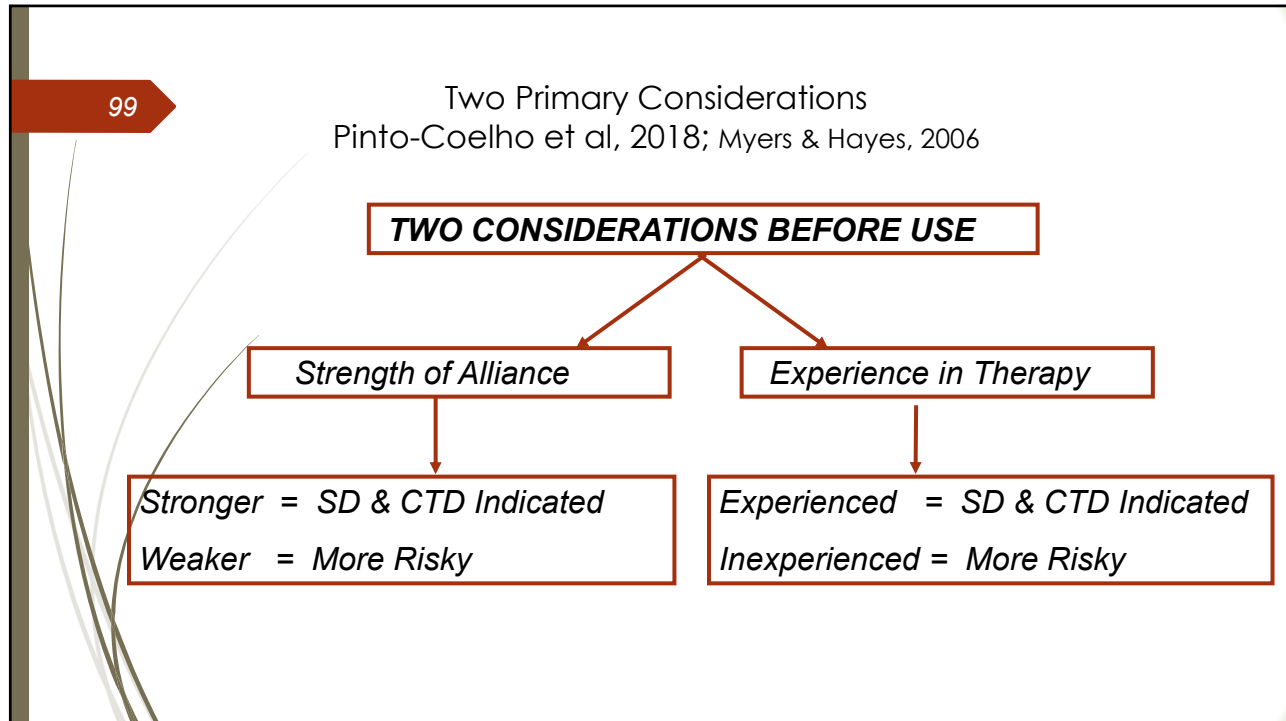 99
Two Primary Considerations
Pinto-Coelho et al, 2018; Myers & Hayes, 2006
TWO CONSIDERATIONS BEFORE USE
Strength of Alliance
Experience in Therapy
Stronger = SD & CTD Indicated
Weaker = More Risky
Experienced = SD & CTD Indicated
Inexperienced = More Risky